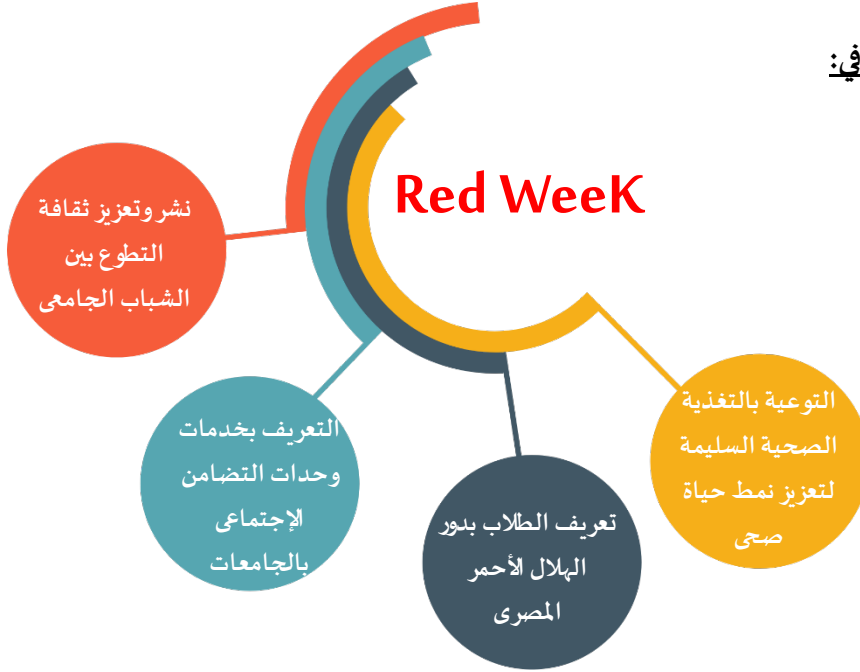 في:
Red WeeK
نشر وتعزيز ثقافة
التطوع بين
الشباب الجامعى
التعريف بخدمات
وحدات التضامن
الإجتماعى
بالجامعات
تعريف الطلاب بدور
الهلال الأحمر
المصرى
التوعية بالتغذية
الصحية السليمة
لتعزيز نمط حياة
صحى